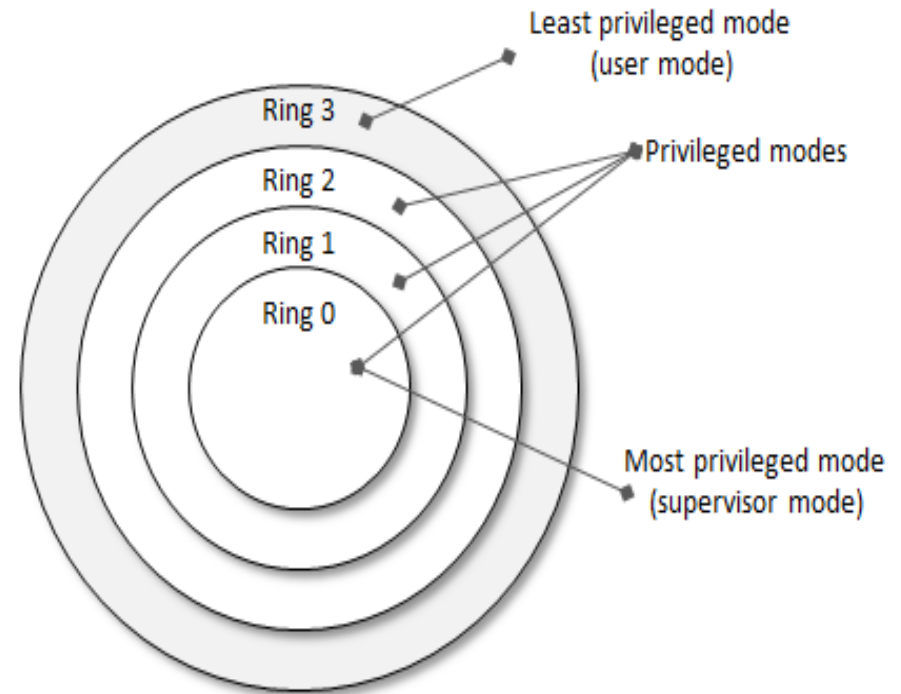 Least privileged mode
(user mode)
Ring 3
Privileged modes
Ring 2
Ring 1
Ring 0
Most privileged mode
(supervisor mode)